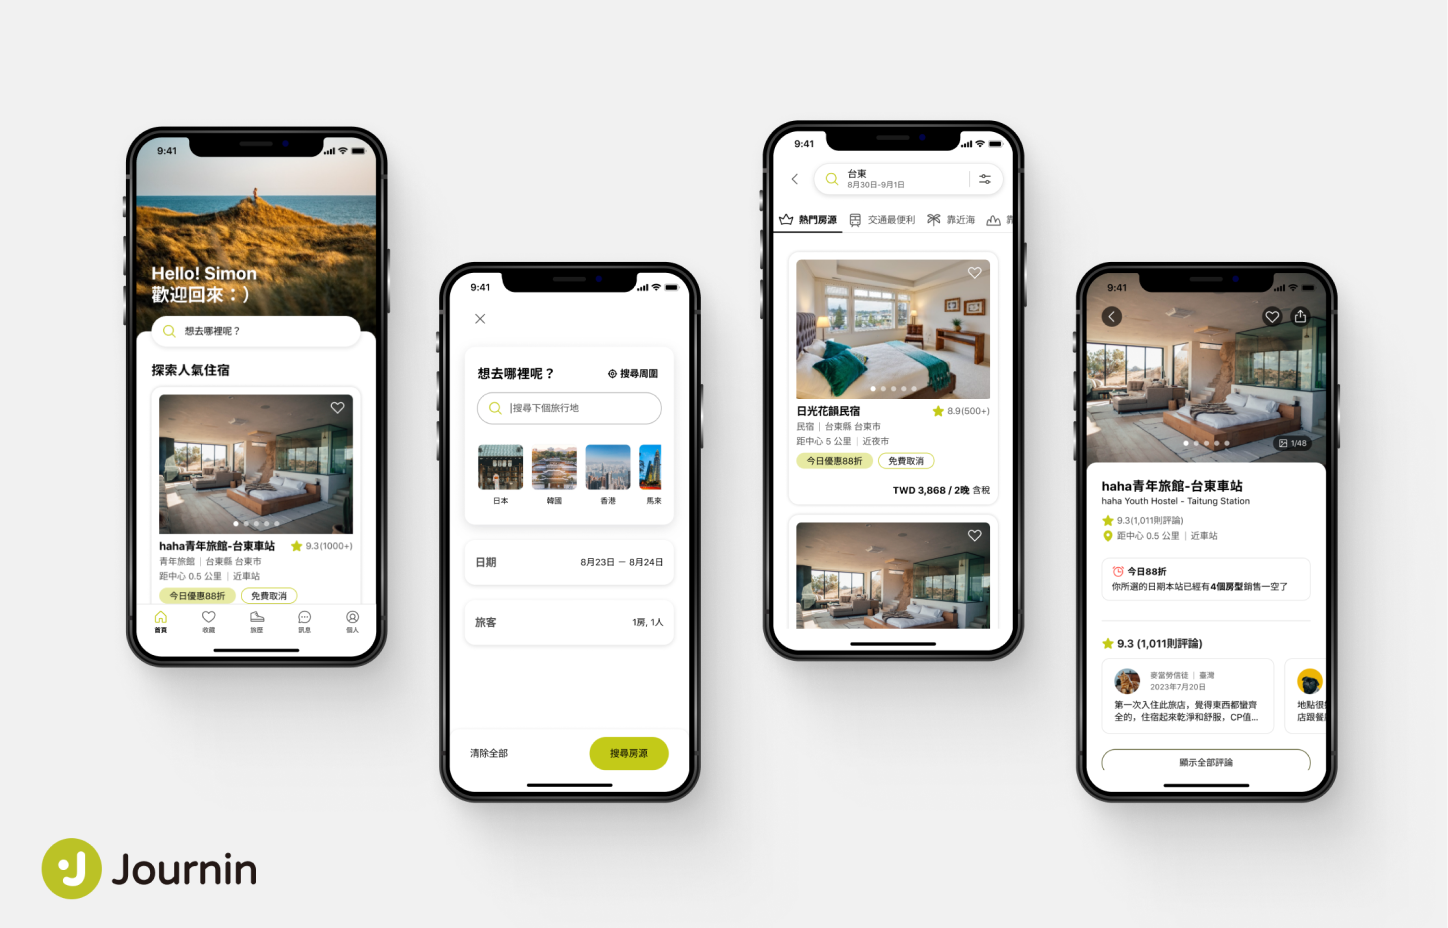 9:41
Hello! Simon
歡迎回來：）
想去哪裡呢？
探索人氣住宿
haha青年旅館-台東車站
9.3(1000+)
青年旅館｜台東縣 台東市
距中心 0.5 公里｜近車站
今日優惠88折
免費取消
首頁
收藏
旅歷
訊息
個人
9:41
想去哪裡呢？
搜尋周圍
搜尋下個旅行地
日本
韓國
香港
馬來
日期
8月23日 — 8月24日
旅客
1房, 1人
清除全部
搜尋房源
9:41
台東
8月30日-9月1日
熱門房源
交通最便利
靠近海
靠
日光花韻民宿
8.9(500+)
民宿｜台東縣 台東市
距中心 5 公里｜近夜市
今日優惠88折
免費取消
TWD 3,868 / 2晚 含稅
9:41
1/48
haha青年旅館-台東車站
haha Youth Hostel - Taitung Station
9.3(1,011則評論)
距中心 0.5 公里｜近車站
今日88折
你所選的日期本站已經有4個房型銷售一空了
9.3 (1,011則評論)
麥當勞信徒｜臺灣
2023年7月20日
第一次入住此旅店，覺得東西都蠻齊
全的，住宿起來乾淨和舒服，CP值...
地點很
店跟餐
顯示全部評論
Journin